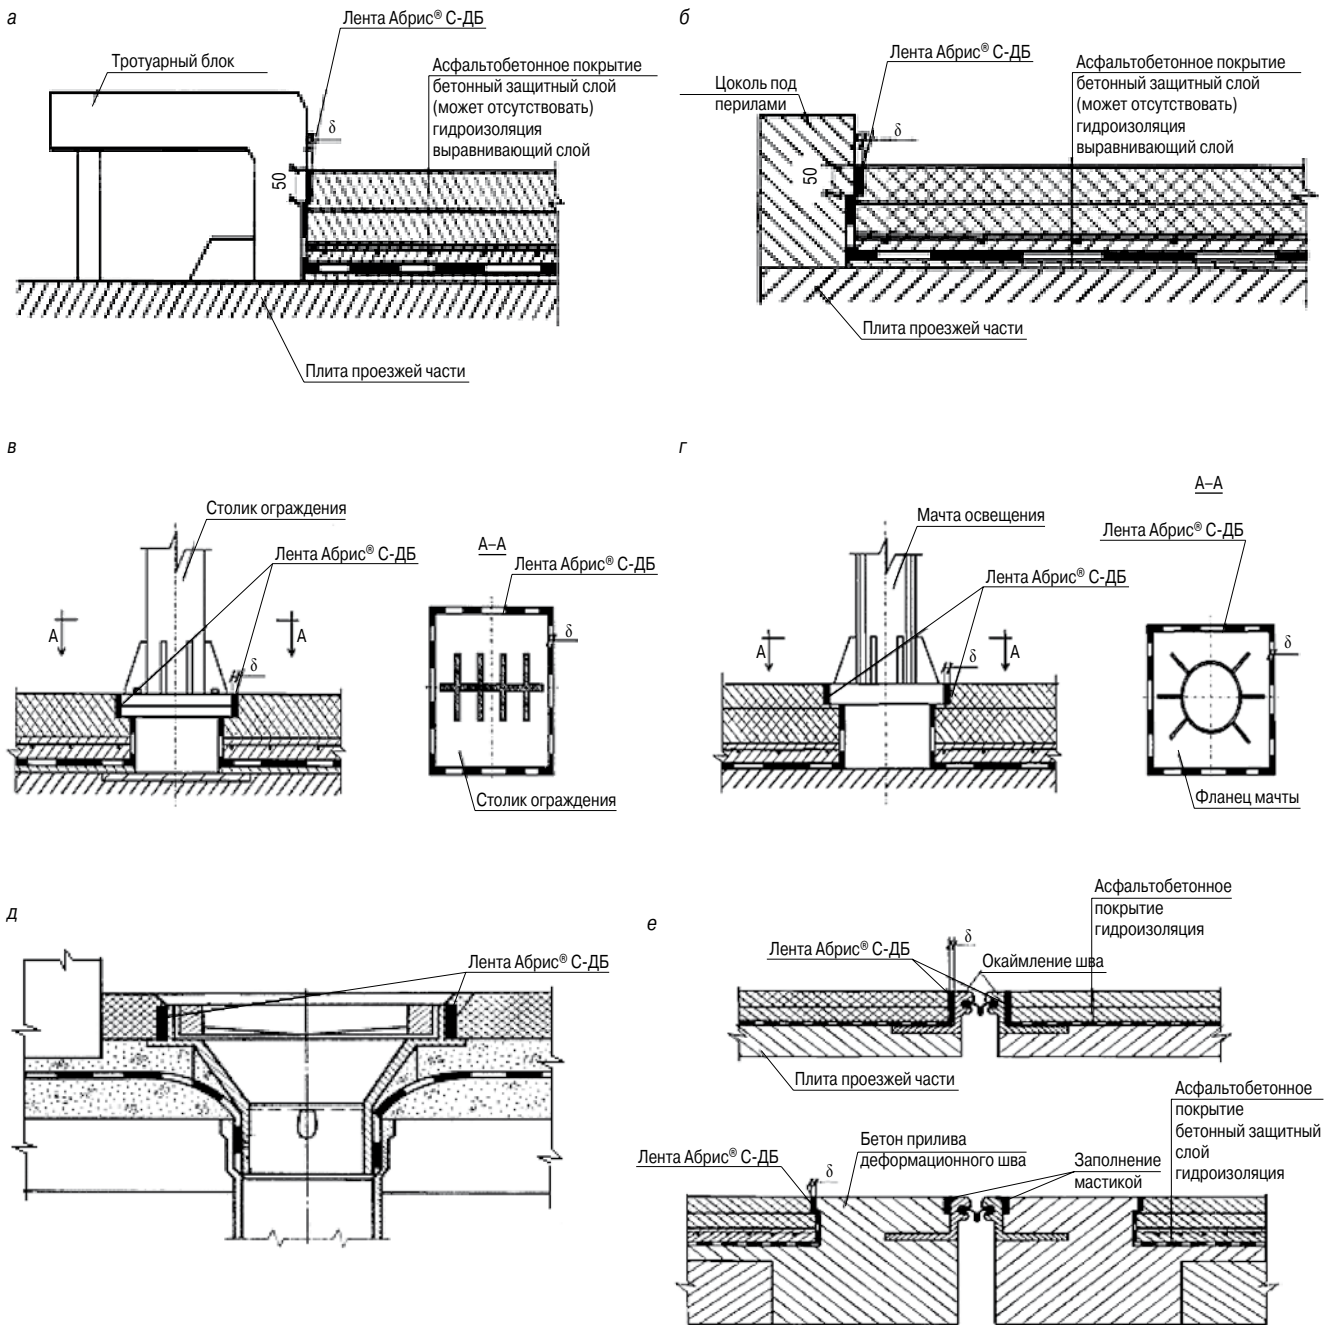 а
Лента Абрис® С-ДБ
Тротуарный блок
Асфальтобетонное покрытие
бетонный защитный слой
(может отсутствовать)
гидроизоляция
выравнивающий слой
δ
50
Плита проезжей части
б
Лента Абрис® С-ДБ
Цоколь под
перилами
Асфальтобетонное покрытие
бетонный защитный слой
(может отсутствовать)
гидроизоляция
выравнивающий слой
δ
50
Плита проезжей части
в
Столик ограждения
Лента Абрис® С-ДБ
А
А
δ
А–А
Лента Абрис® С-ДБ
δ
Столик ограждения
г
Мачта освещения
Лента Абрис® С-ДБ
А
А
δ
А–А
Лента Абрис® С-ДБ
δ
Фланец мачты
д
Лента Абрис® С-ДБ
е
Асфальтобетонное
покрытие
гидроизоляция
δ
Лента Абрис® С-ДБ
Окаймление шва
Плита проезжей части
Асфальтобетонное
покрытие
бетонный защитный
слой
гидроизоляция
Бетон прилива
деформационного шва
Лента Абрис® С-ДБ
δ
Заполнение
мастикой